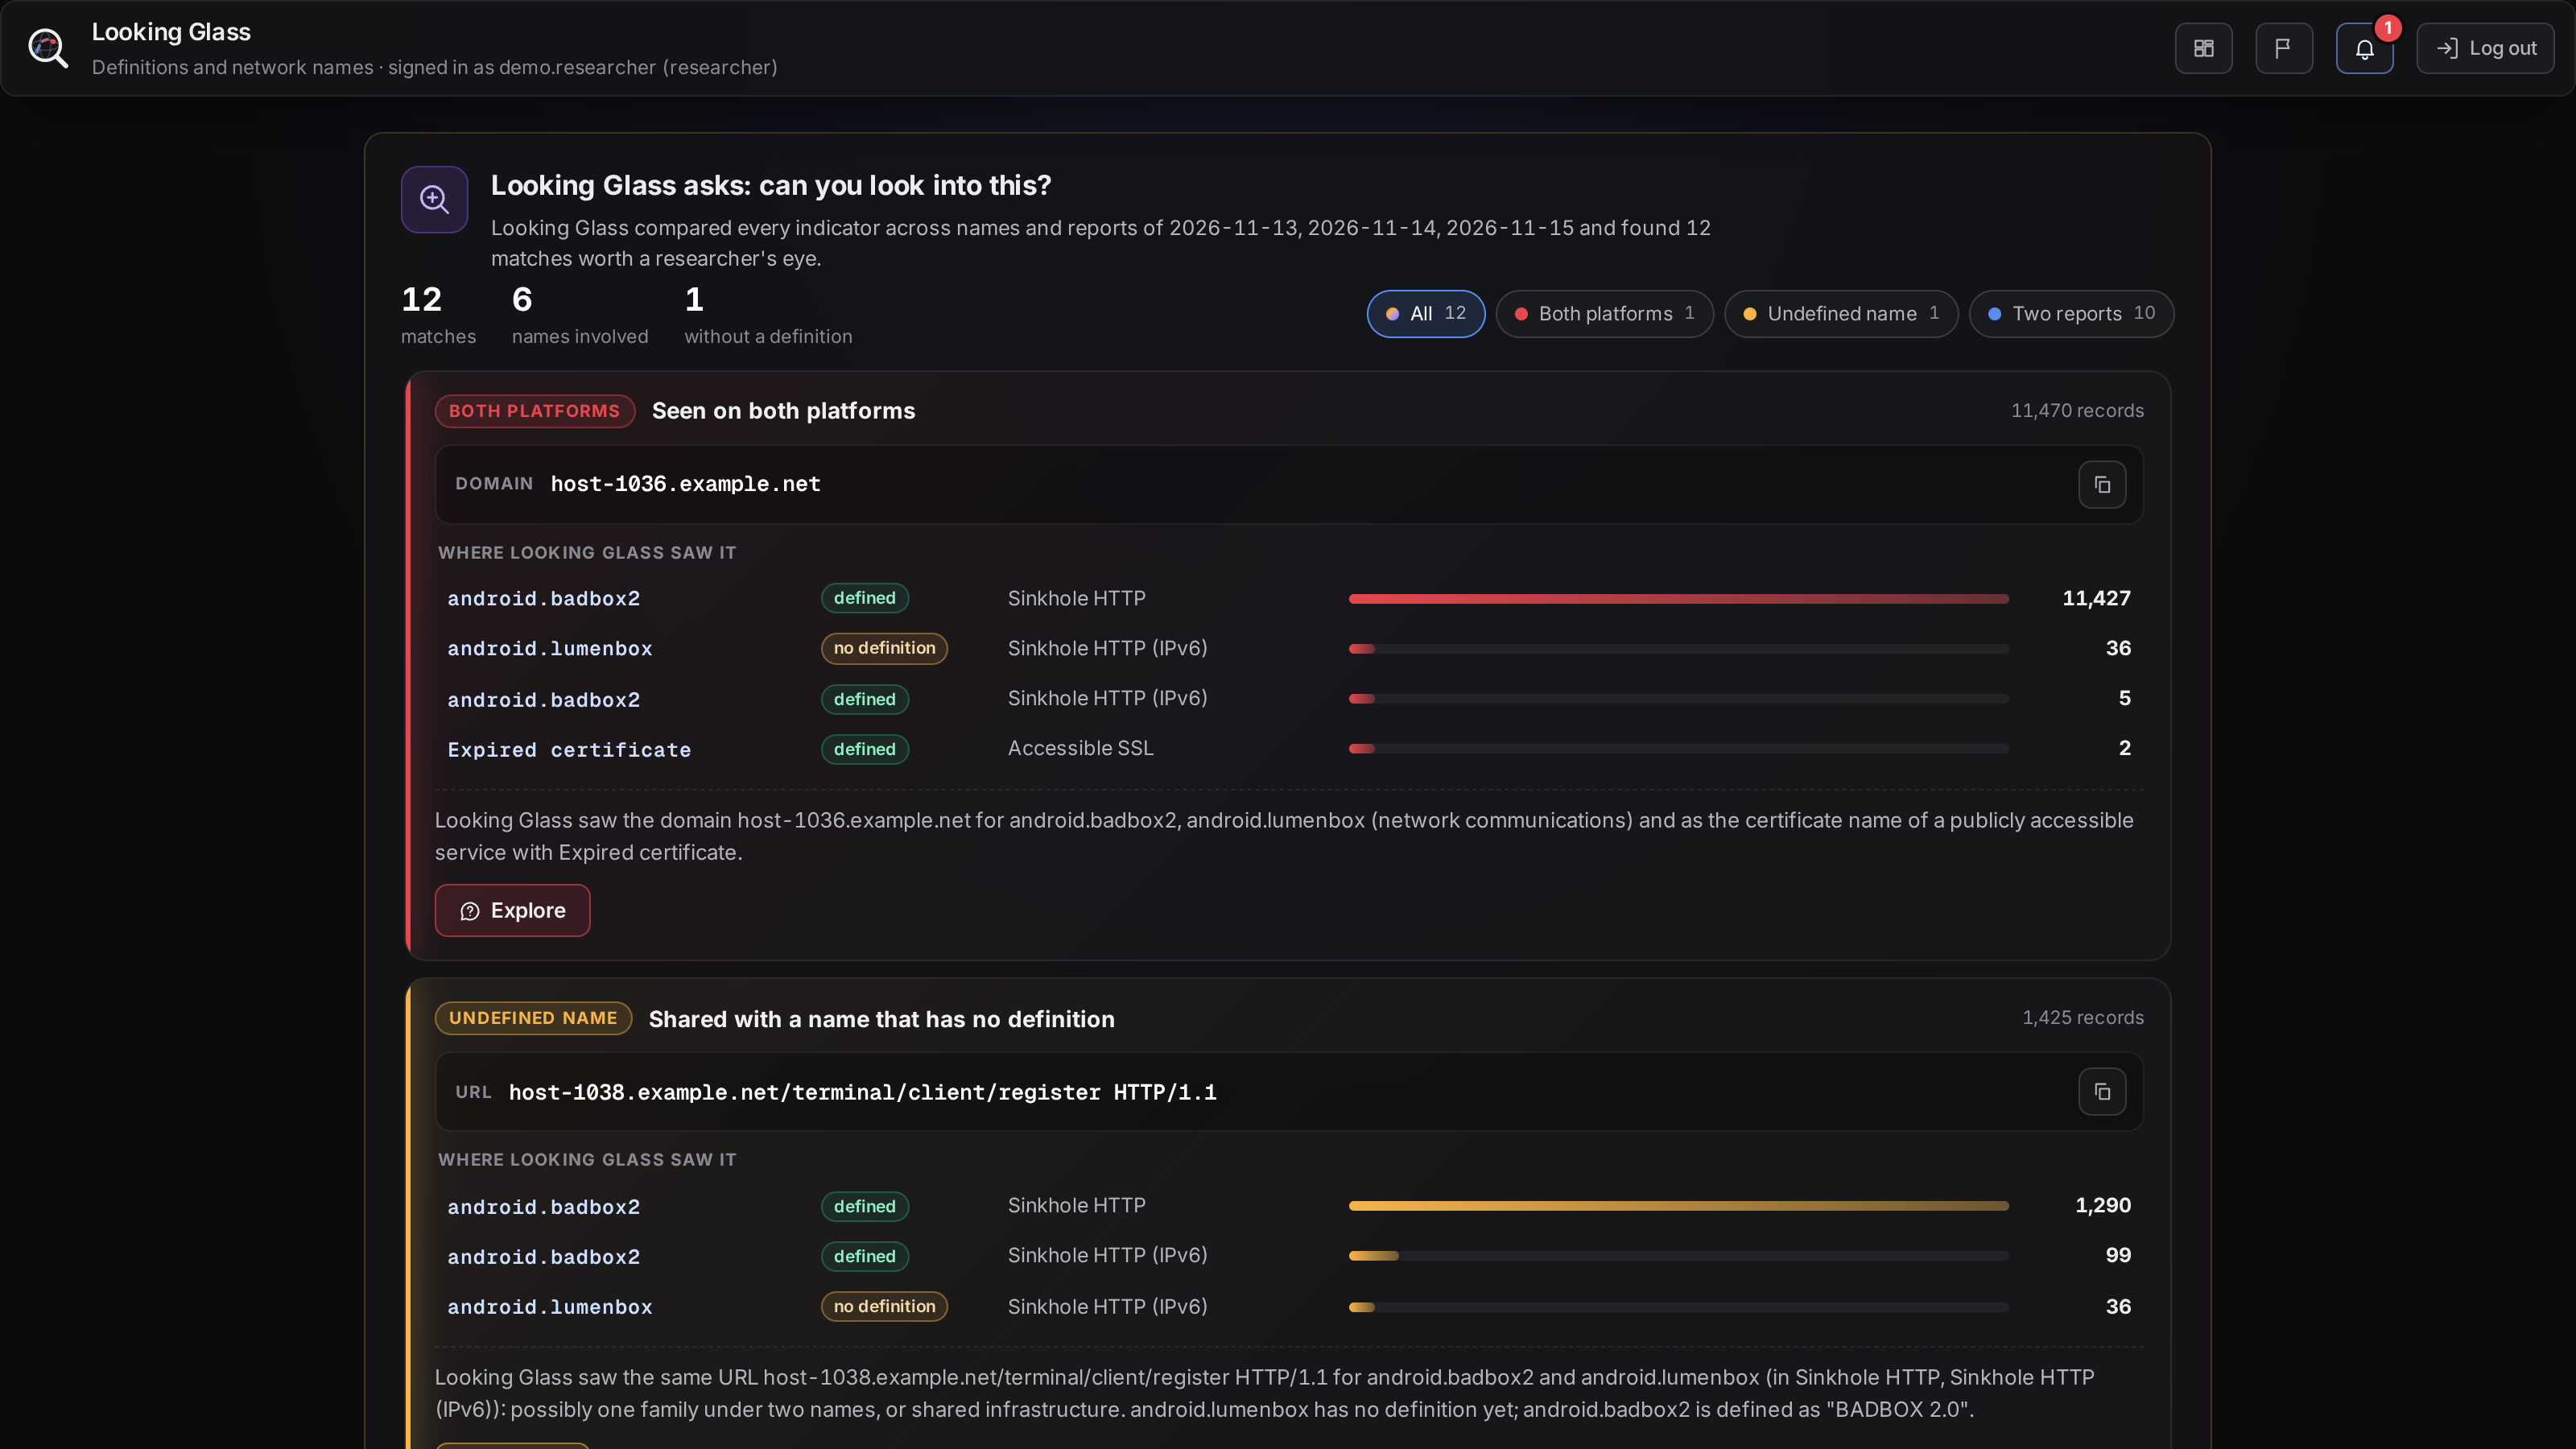 Looking Glass
Definitions and network names · signed in as demo.researcher (researcher)
1
Log out
Looking Glass asks: can you look into this?
Looking Glass compared every indicator across names and reports of 2026-11-13, 2026-11-14, 2026-11-15 and found 12
matches worth a researcher's eye.
12 matches
6 names involved
1 without a definition
All 12
Both platforms 1
Undefined name 1
Two reports 10
BOTH PLATFORMS Seen on both platforms 11,470 records
DOMAIN host-1036.example.net
WHERE LOOKING GLASS SAW IT
android.badbox2 defined Sinkhole HTTP 11,427
android.lumenbox no definition Sinkhole HTTP (IPv6) 36
android.badbox2 defined Sinkhole HTTP (IPv6) 5
Expired certificate defined Accessible SSL 2
Looking Glass saw the domain host-1036.example.net for android.badbox2, android.lumenbox (network communications) and as the certificate name of a publicly accessible
service with Expired certificate.
Explore
UNDEFINED NAME Shared with a name that has no definition 1,425 records
URL host-1038.example.net/terminal/client/register HTTP/1.1
WHERE LOOKING GLASS SAW IT
android.badbox2 defined Sinkhole HTTP 1,290
android.badbox2 defined Sinkhole HTTP (IPv6) 99
android.lumenbox no definition Sinkhole HTTP (IPv6) 36
Looking Glass saw the same URL host-1038.example.net/terminal/client/register HTTP/1.1 for android.badbox2 and android.lumenbox (in Sinkhole HTTP, Sinkhole HTTP
(IPv6)): possibly one family under two names, or shared infrastructure. android.lumenbox has no definition yet; android.badbox2 is defined as "BADBOX 2.0".